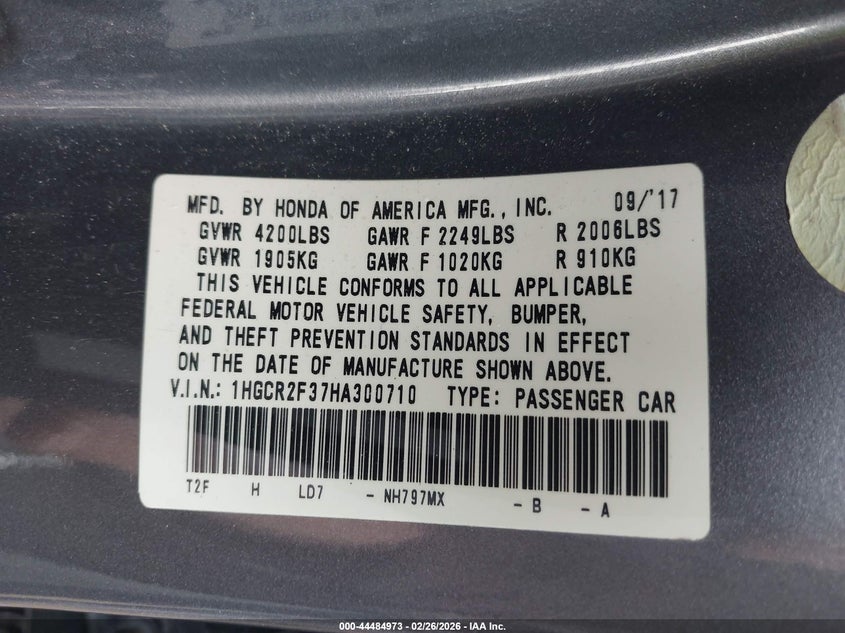 MFD. BY HONDA OF AMERICA MFG., INC. 09/'17
GVWR 4200LBS GAWR F 2249LBS R 2006LBS
GVWR 1905KG GAWR F 1020KG R 910KG
THIS VEHICLE CONFORMS TO ALL APPLICABLE
FEDERAL MOTOR VEHICLE SAFETY, BUMPER,
AND THEFT PREVENTION STANDARDS IN EFFECT
ON THE DATE OF MANUFACTURE SHOWN ABOVE.
V.I.N.: 1HGCR2F37HA300710 TYPE: PASSENGER CAR
T2F H LD7 - NH797MX - B - A
000-44484973 / 02/26/2026 - IAA Inc.